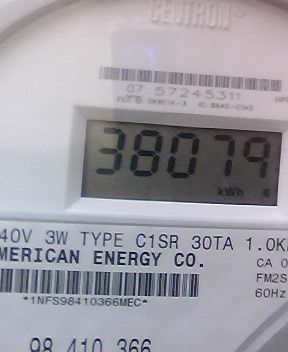 CENTRON®
07 57245311
38079
kWh
40V 3W TYPE C1SR 30TA 1.0K
MERICAN ENERGY CO.
CA 0
FM2S
60Hz
*1NFS98410366MEC*
98 410 366